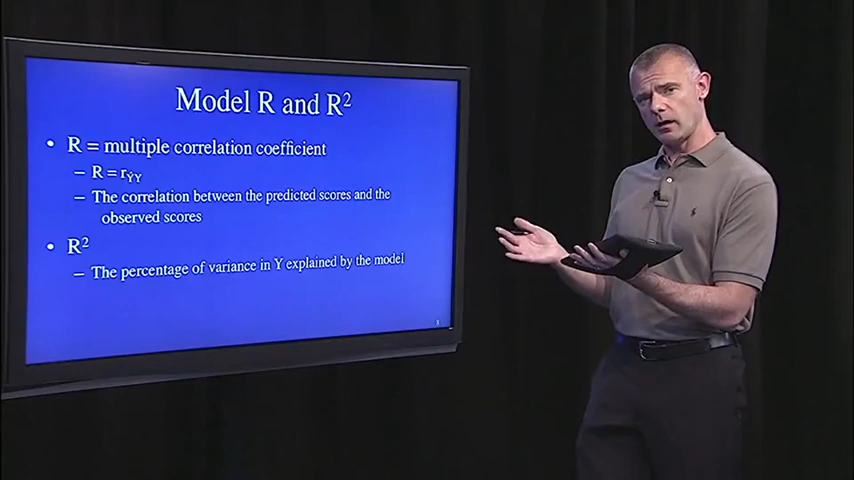 Model R and R²
• R = multiple correlation coefficient
– R = rŶY
– The correlation between the predicted scores and the
observed scores
• R²
– The percentage of variance in Y explained by the model